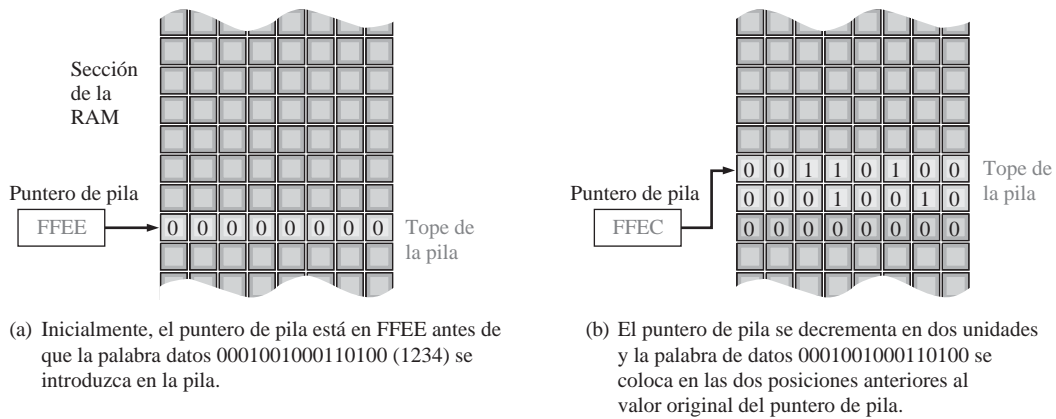 Sección
de la
RAM
Puntero de pila
FFEE
0 0 0 0 0 0 0 0
Tope de
la pila
(a) Inicialmente, el puntero de pila está en FFEE antes de
que la palabra datos 0001001000110100 (1234) se
introduzca en la pila.
Puntero de pila
FFEC
0 0 1 1 0 1 0 0
0 0 0 1 0 0 1 0
0 0 0 0 0 0 0 0
Tope de
la pila
(b) El puntero de pila se decrementa en dos unidades
y la palabra de datos 0001001000110100 se
coloca en las dos posiciones anteriores al
valor original del puntero de pila.